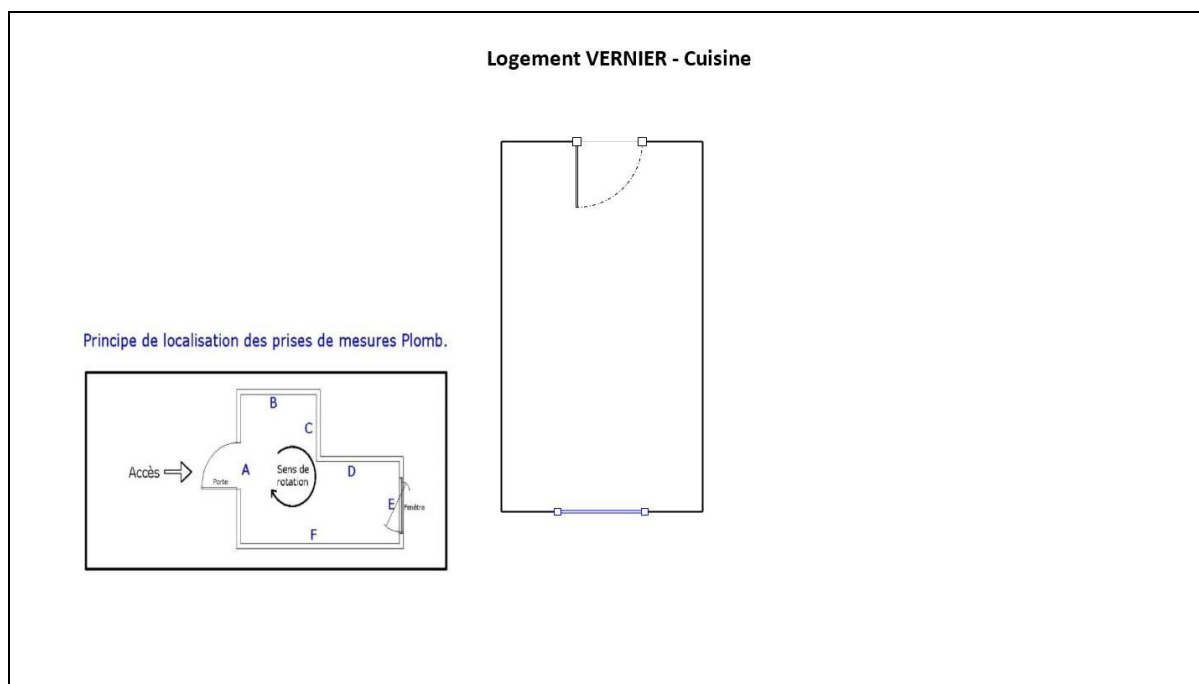 Logement VERNIER - Cuisine
Principe de localisation des prises de mesures Plomb.
B
C
Accès
Porte
A
Sens de
rotation
D
E
Fenêtre
F